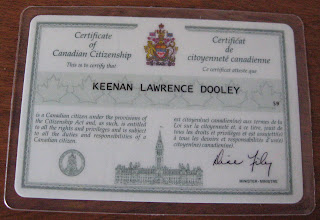 Certificate
of
Canadian Citizenship
This is to certify that
Certificat
de
citoyenneté canadienne
Ce certificat atteste que
KEENAN LAWRENCE DOOLEY
is a Canadian citizen under the provisions of
the Citizenship Act and, as such, is entitled
to all the rights and privileges and is subject
to all the duties and responsibilities of a
Canadian citizen.
est citoyen(ne) canadien(ne) aux termes de la
Loi sur la citoyenneté et, à ce titre, jouit de
tous les droits et privilèges et est assujetti(e)
à tous les devoirs et responsabilités d'un(e)
citoyen(ne) canadien(ne).
MINISTER-MINISTRE